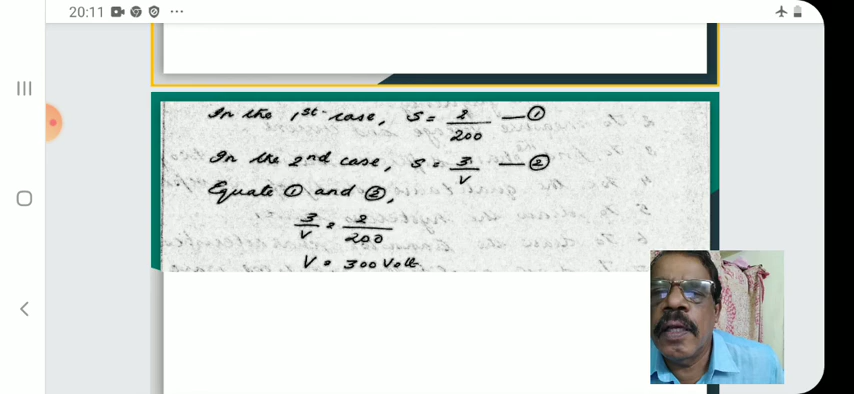 20:11
In the 1st case, S = 2/200 — ①
In the 2nd case, S = 3/V — ②
Equate ① and ②,
3/V = 2/200
V = 300 Volt